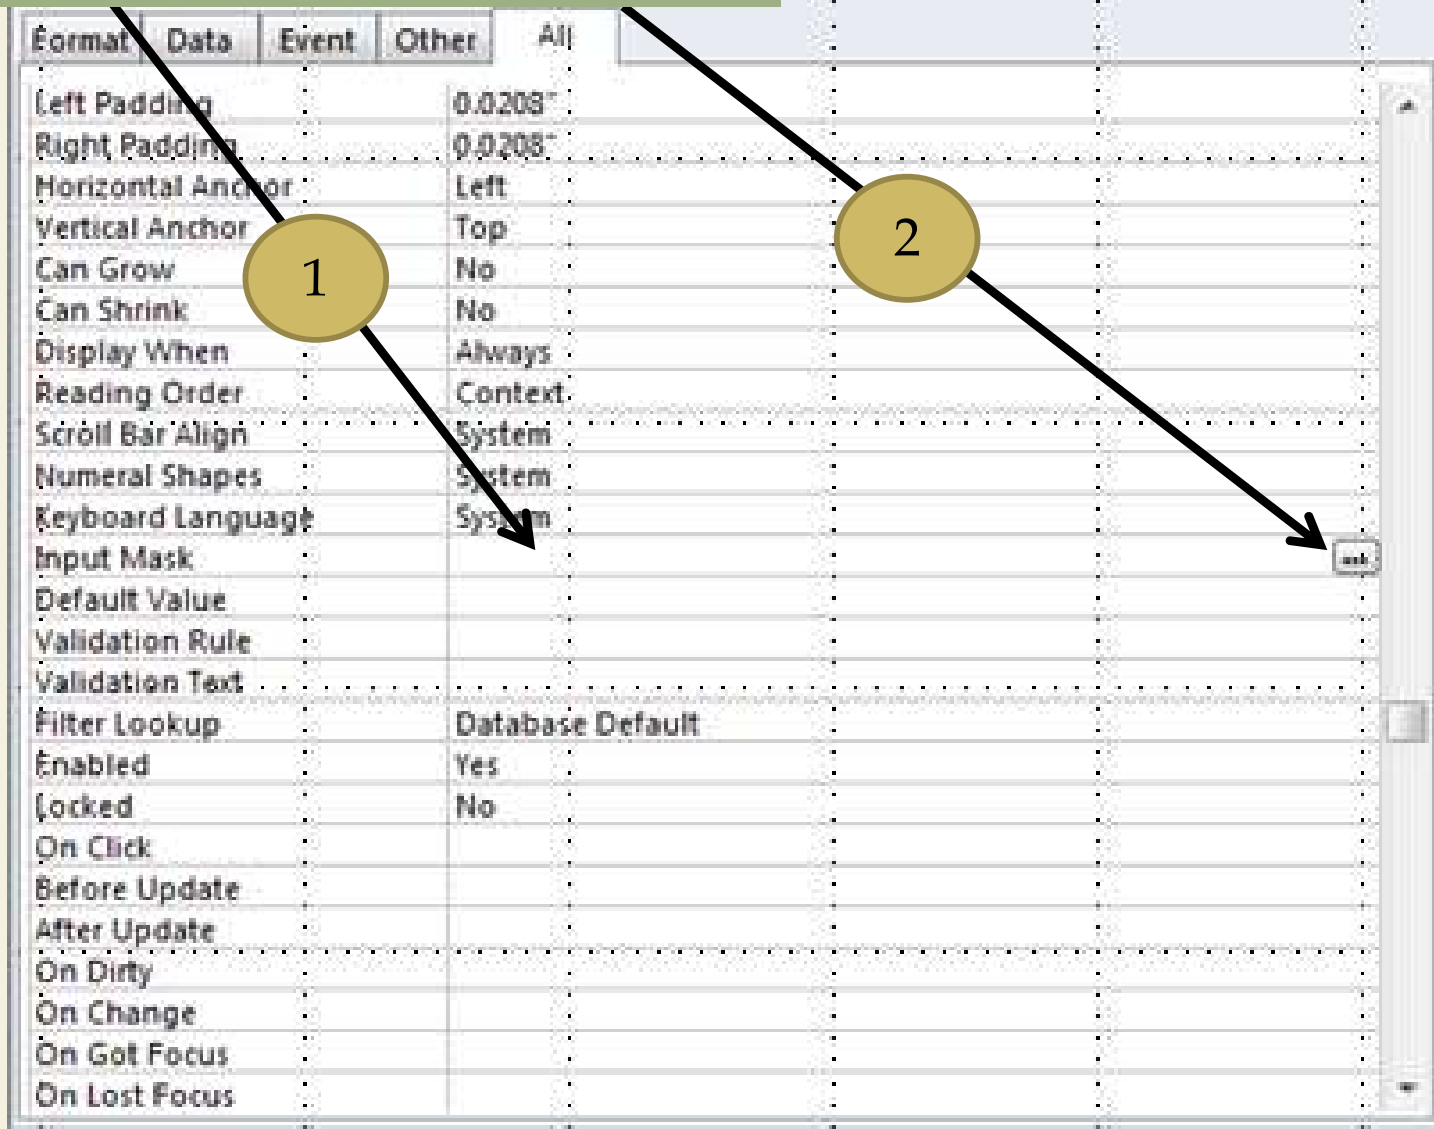 Format Data Event Other All
Left Padding 0.0208"
Right Padding 0.0208"
Horizontal Anchor Left
Vertical Anchor Top
Can Grow No
Can Shrink No
Display When Always
Reading Order Context
Scroll Bar Align System
Numeral Shapes System
Keyboard Language System
Input Mask ...
Default Value
Validation Rule
Validation Text
Filter Lookup Database Default
Enabled Yes
Locked No
On Click
Before Update
After Update
On Dirty
On Change
On Got Focus
On Lost Focus
1
2